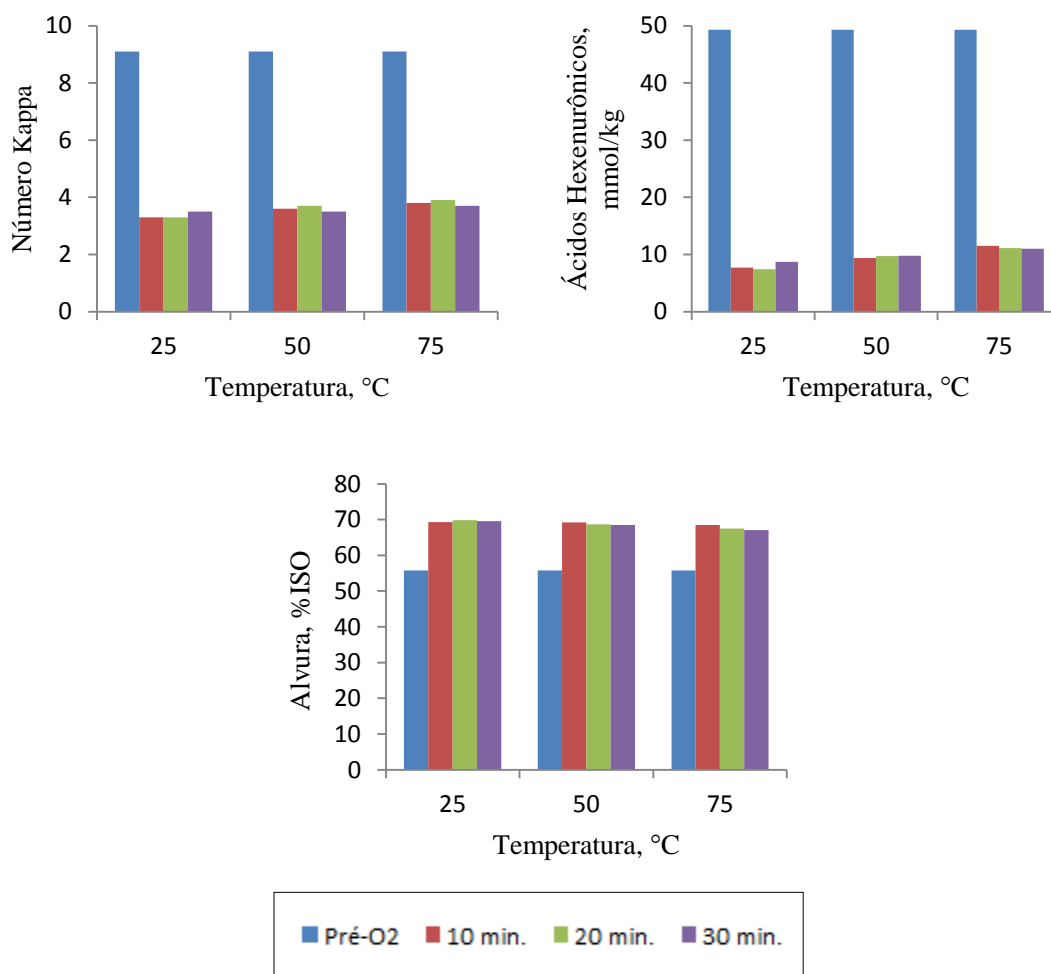 10
8
6
4
2
0
Número Kappa
25 50 75
Temperatura, °C
50
40
30
20
10
0
Ácidos Hexenurônicos,
mmol/kg
25 50 75
Temperatura, °C
80
70
60
50
40
30
20
10
0
Alvura, %ISO
25 50 75
Temperatura, °C
Pré-O2 10 min. 20 min. 30 min.